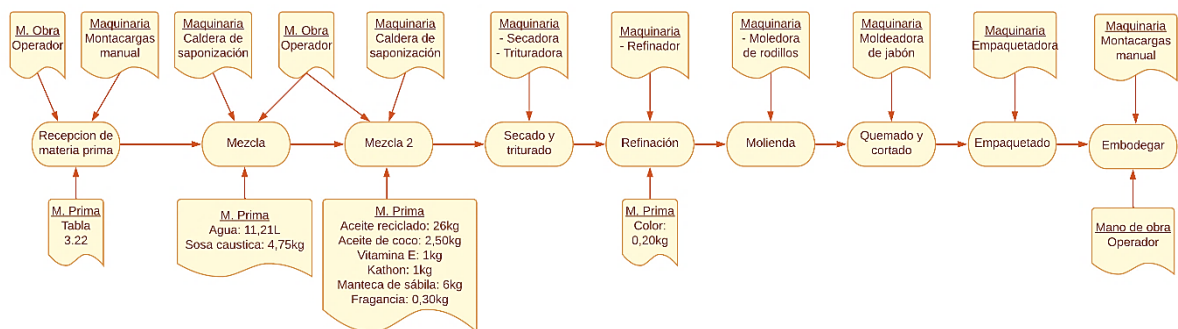 M. Obra
Operador
Maquinaria
Montacargas
manual
Maquinaria
Caldera de
saponización
M. Obra
Operador
Maquinaria
Caldera de
saponización
Maquinaria
- Secadora
- Trituradora
Maquinaria
- Refinador
Maquinaria
- Moledora
de rodillos
Maquinaria
Moldeadora
de jabón
Maquinaria
Empaquetadora
Maquinaria
Montacargas
manual
Recepcion de
materia prima
Mezcla
Mezcla 2
Secado y
triturado
Refinación
Molienda
Quemado y
cortado
Empaquetado
Embodegar
M. Prima
Tabla
3.22
M. Prima
Agua: 11,21L
Sosa caustica: 4,75kg
M. Prima
Aceite reciclado: 26kg
Aceite de coco: 2,50kg
Vitamina E: 1kg
Kathon: 1kg
Manteca de sábila: 6kg
Fragancia: 0,30kg
M. Prima
Color:
0,20kg
Mano de obra
Operador